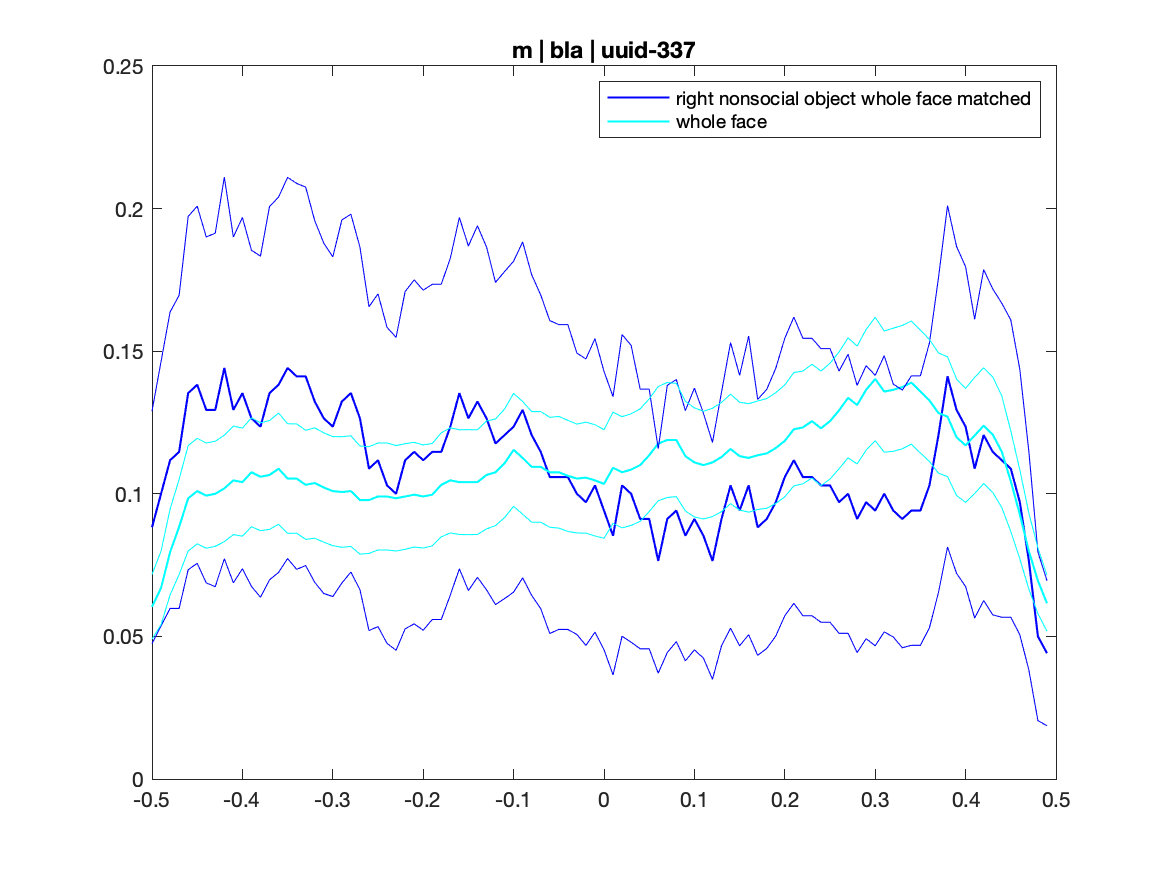 m | bla | uuid-337
0.25
right nonsocial object whole face matched
whole face
0.2
0.15
0.1
0.05
0
-0.5 -0.4 -0.3 -0.2 -0.1 0 0.1 0.2 0.3 0.4 0.5